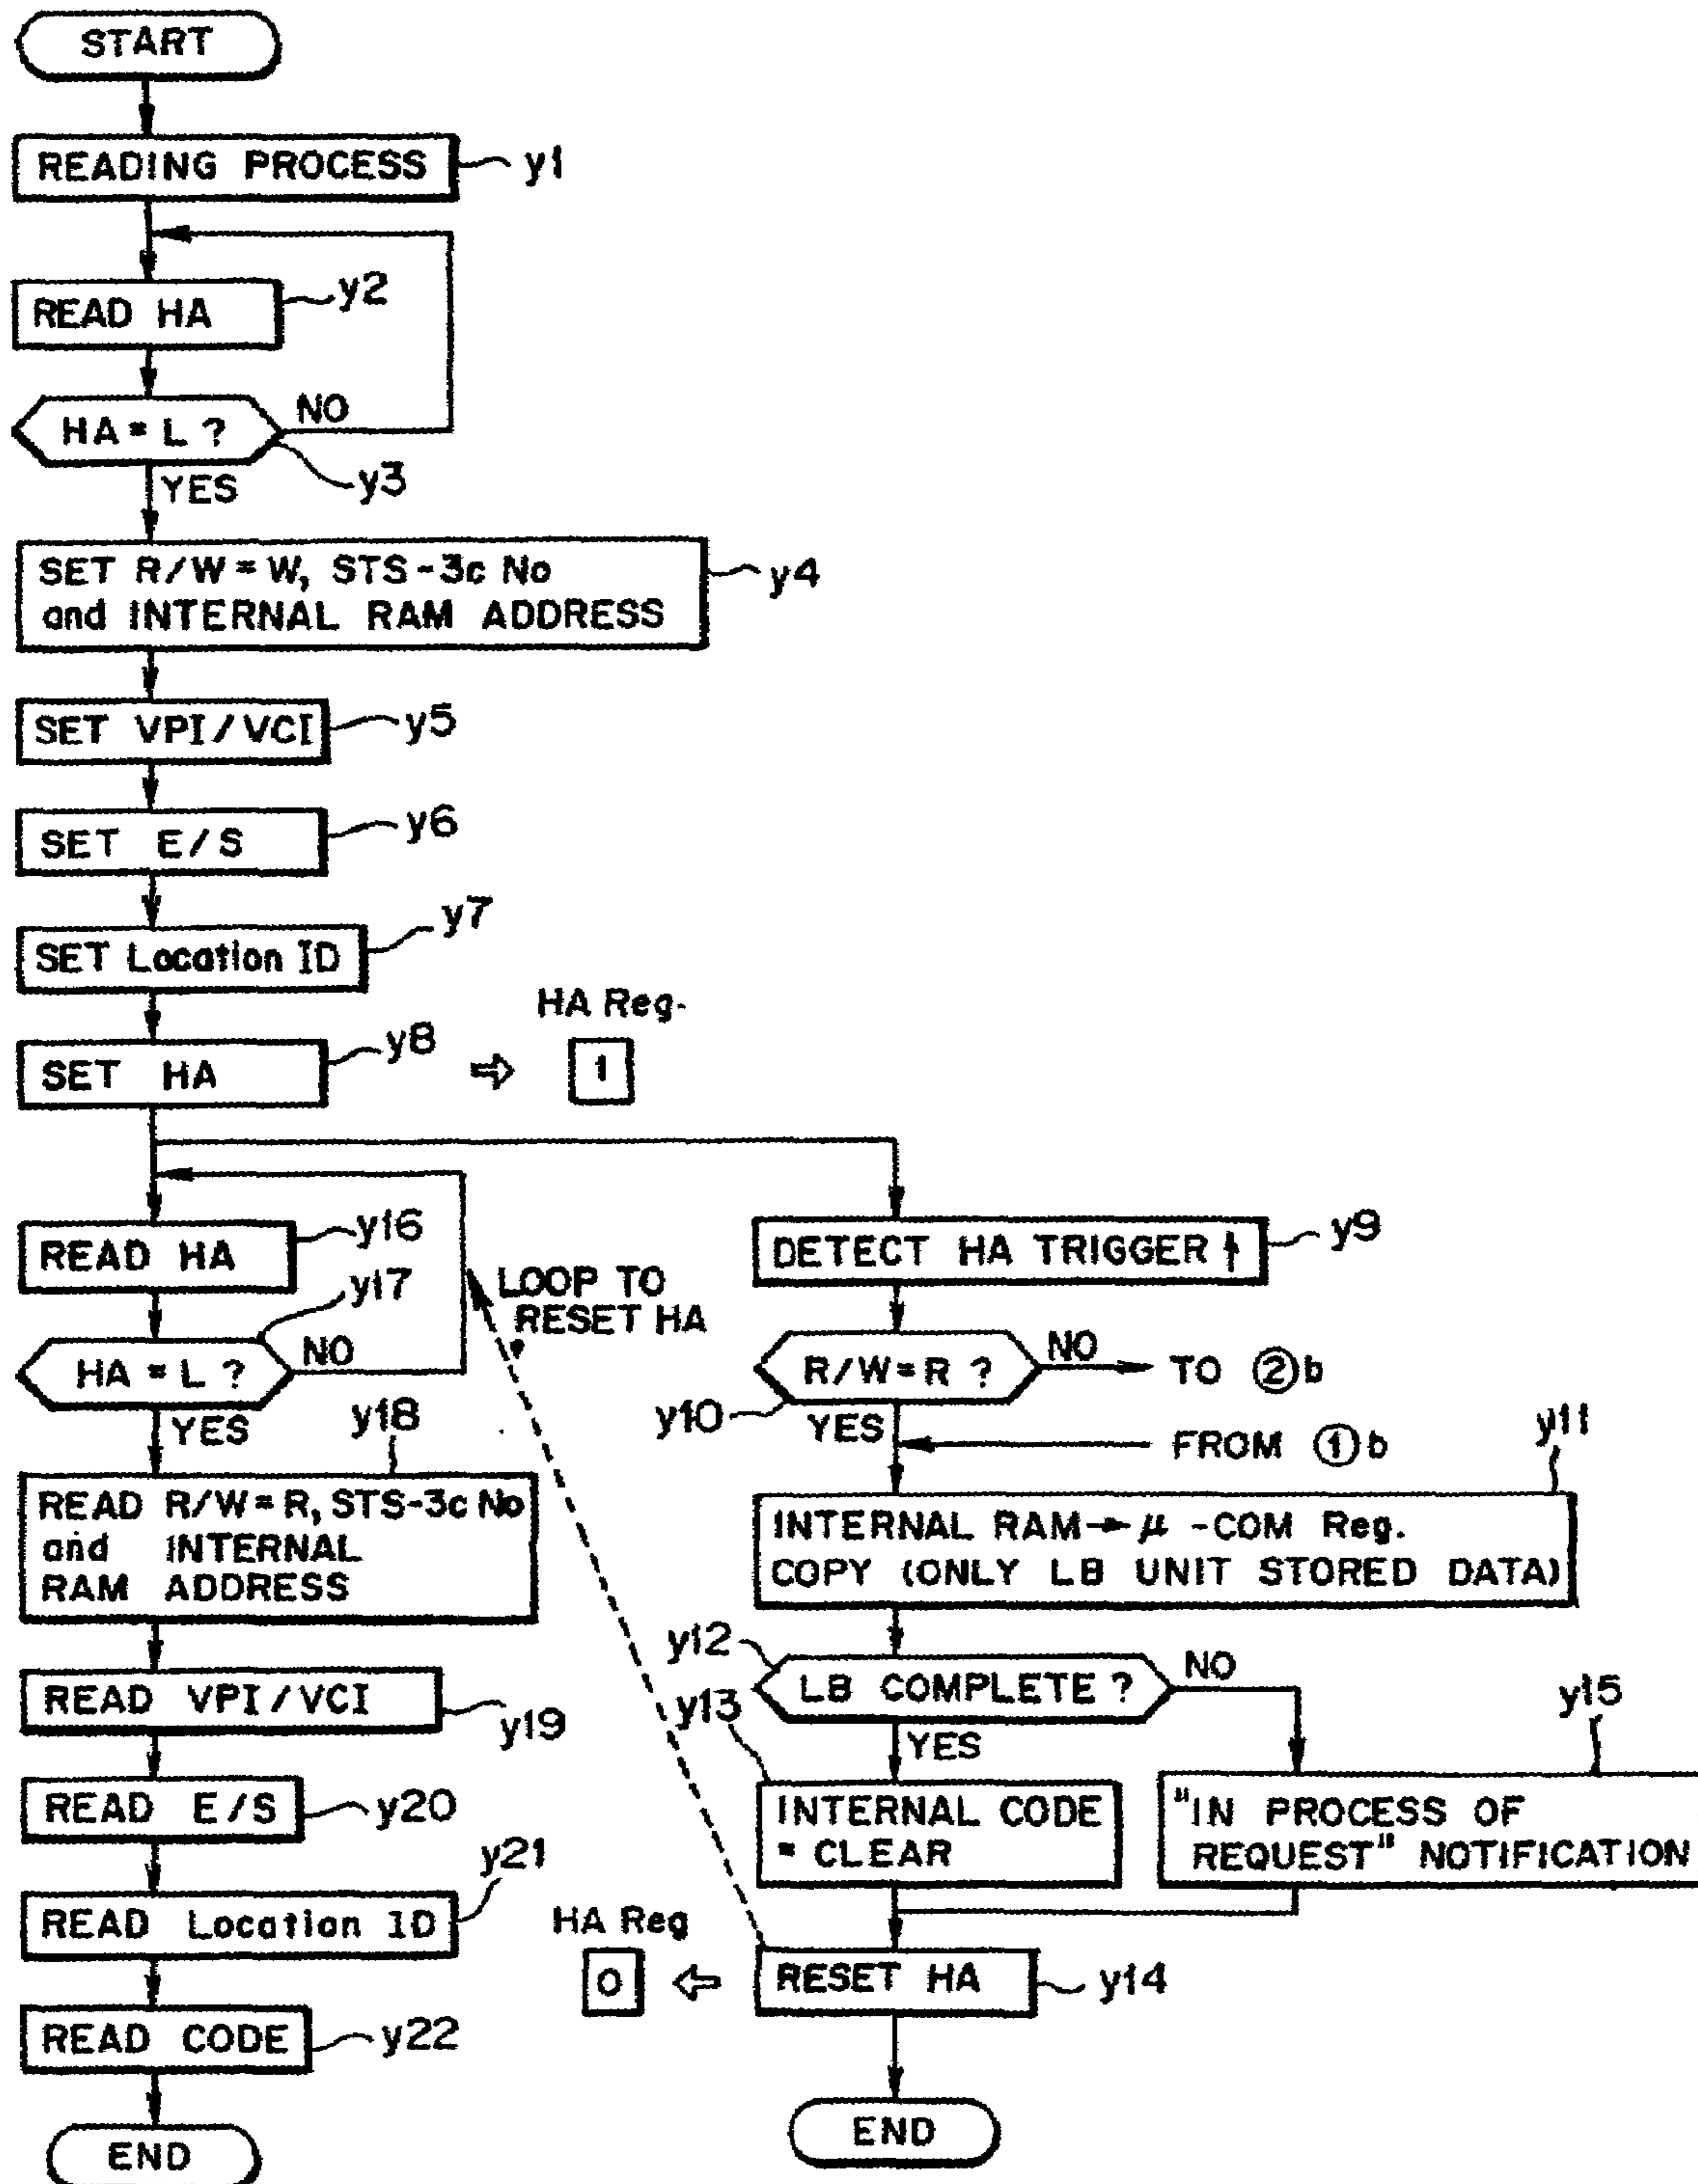 START
READING PROCESS
y1
READ HA
y2
HA = L ?
NO
y3
YES
SET R/W = W, STS-3c No
and INTERNAL RAM ADDRESS
y4
SET VPI/VCI
y5
SET E/S
y6
SET Location ID
y7
SET HA
y8
⇒
HA Reg.
1
READ HA
y16
HA = L ?
y17
NO
YES
LOOP TO
RESET HA
READ R/W = R, STS-3c No
and INTERNAL
RAM ADDRESS
y18
READ VPI/VCI
y19
READ E/S
y20
READ Location ID
y21
READ CODE
y22
END
DETECT HA TRIGGER ↑
y9
R/W = R ?
y10
NO
TO ②b
YES
FROM ①b
y11
INTERNAL RAM → μ -COM Reg.
COPY (ONLY LB UNIT STORED DATA)
y12
LB COMPLETE ?
NO
y13
YES
y15
INTERNAL CODE
= CLEAR
"IN PROCESS OF
REQUEST" NOTIFICATION
HA Reg
0
⇐
RESET HA
y14
END